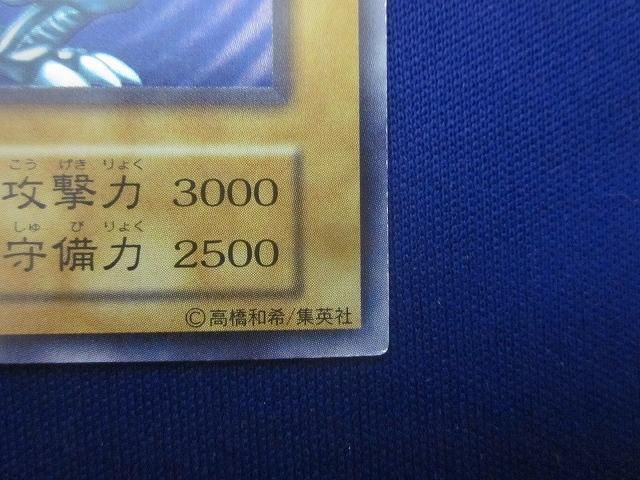 こう げき りょく
攻撃力 3000
しゅ び りょく
守備力 2500
©高橋和希/集英社